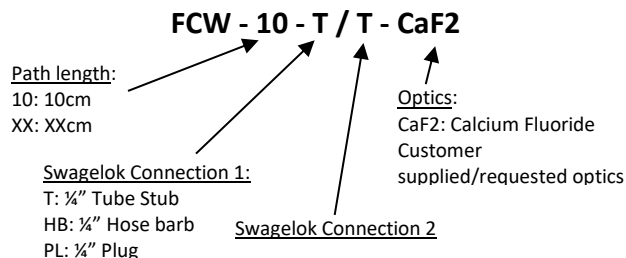 FCW - 10 - T / T - CaF2
Path length:
10: 10cm
XX: XXcm
Optics:
CaF2: Calcium Fluoride
Customer
supplied/requested optics
Swagelok Connection 1:
T: ¼” Tube Stub
HB: ¼” Hose barb
PL: ¼” Plug
Swagelok Connection 2